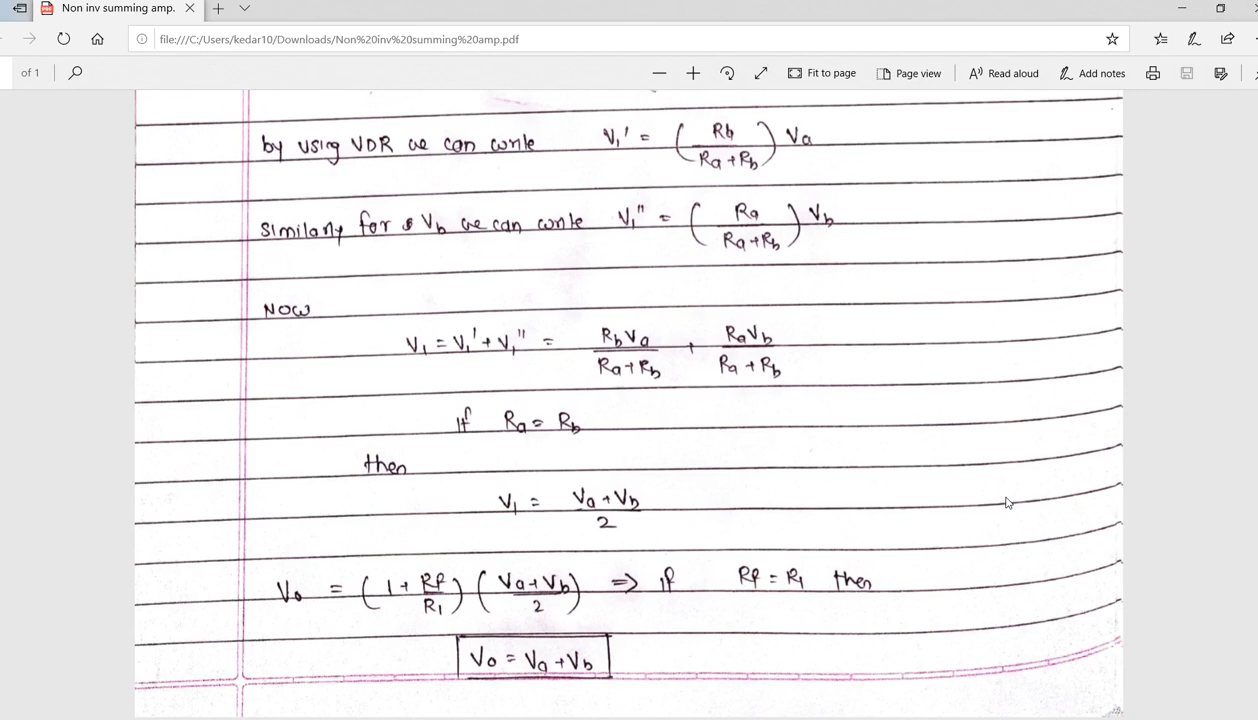 Non inv summing amp.
file:///C:/Users/kedar10/Downloads/Non%20inv%20summing%20amp.pdf
of 1
Fit to page
Page view
Read aloud
Add notes
by using VDR we can write V₁' = (Rb / Ra + Rb) Va
Similarly for Vb we can write V₁" = (Ra / Ra + Rb) Vb
NOW
V₁ = V₁' + V₁" = RbVa / Ra + Rb + RaVb / Ra + Rb
if Ra = Rb
then
V₁ = Va + Vb / 2
Vo = (1 + Rf / R₁) (Va + Vb / 2) ⇒ if Rf = R₁ then
Vo = Va + Vb